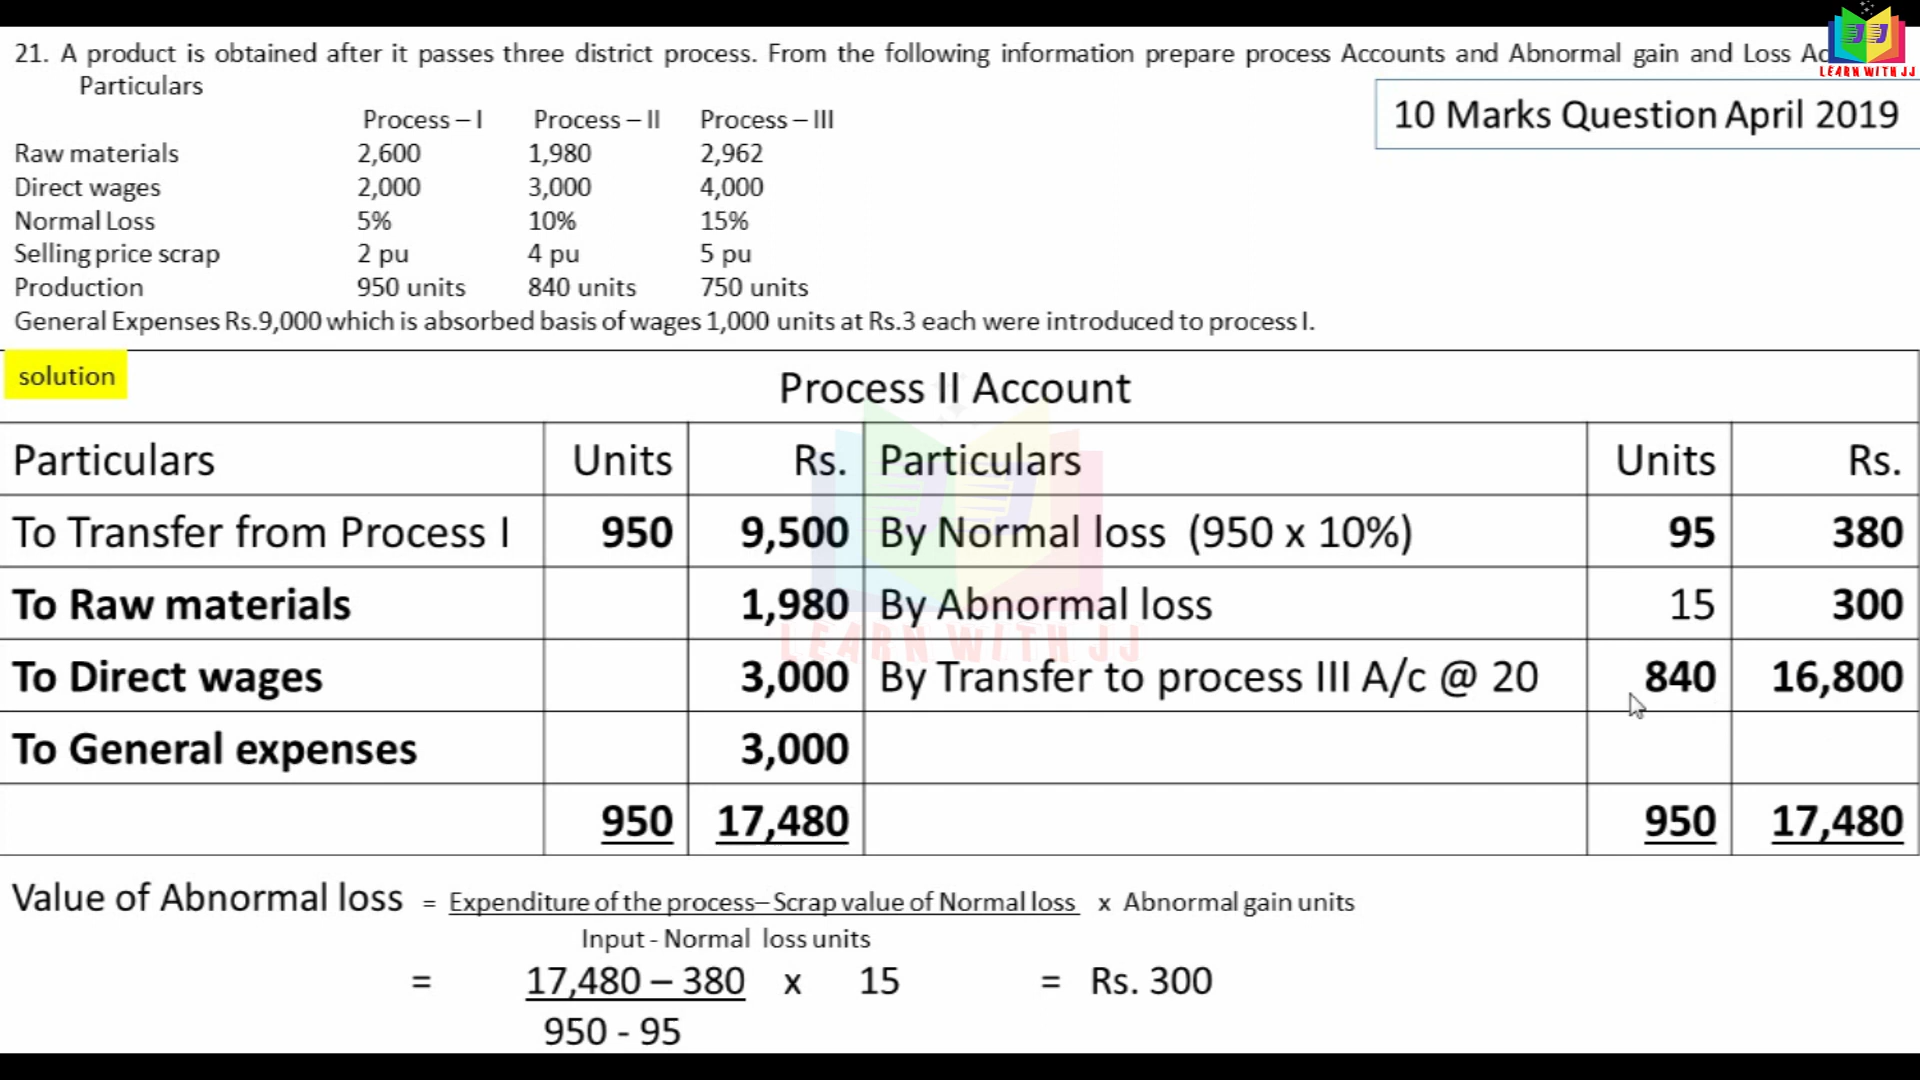 21. A product is obtained after it passes three district process. From the following information prepare process Accounts and Abnormal gain and Loss
Particulars
LEARN WITH JJ
10 Marks Question April 2019
Process – I Process – II Process – III
Raw materials 2,600 1,980 2,962
Direct wages 2,000 3,000 4,000
Normal Loss 5% 10% 15%
Selling price scrap 2 pu 4 pu 5 pu
Production 950 units 840 units 750 units
General Expenses Rs.9,000 which is absorbed basis of wages 1,000 units at Rs.3 each were introduced to process I.
solution
Process II Account
Particulars Units Rs. Particulars Units Rs.
To Transfer from Process I 950 9,500 By Normal loss (950 x 10%) 95 380
To Raw materials 1,980 By Abnormal loss 15 300
LEARN WITH JJ
To Direct wages 3,000 By Transfer to process III A/c @ 20 840 16,800
To General expenses 3,000
950 17,480 950 17,480
Value of Abnormal loss = Expenditure of the process– Scrap value of Normal loss x Abnormal gain units
Input - Normal loss units
= 17,480 – 380 x 15 = Rs. 300
950 - 95